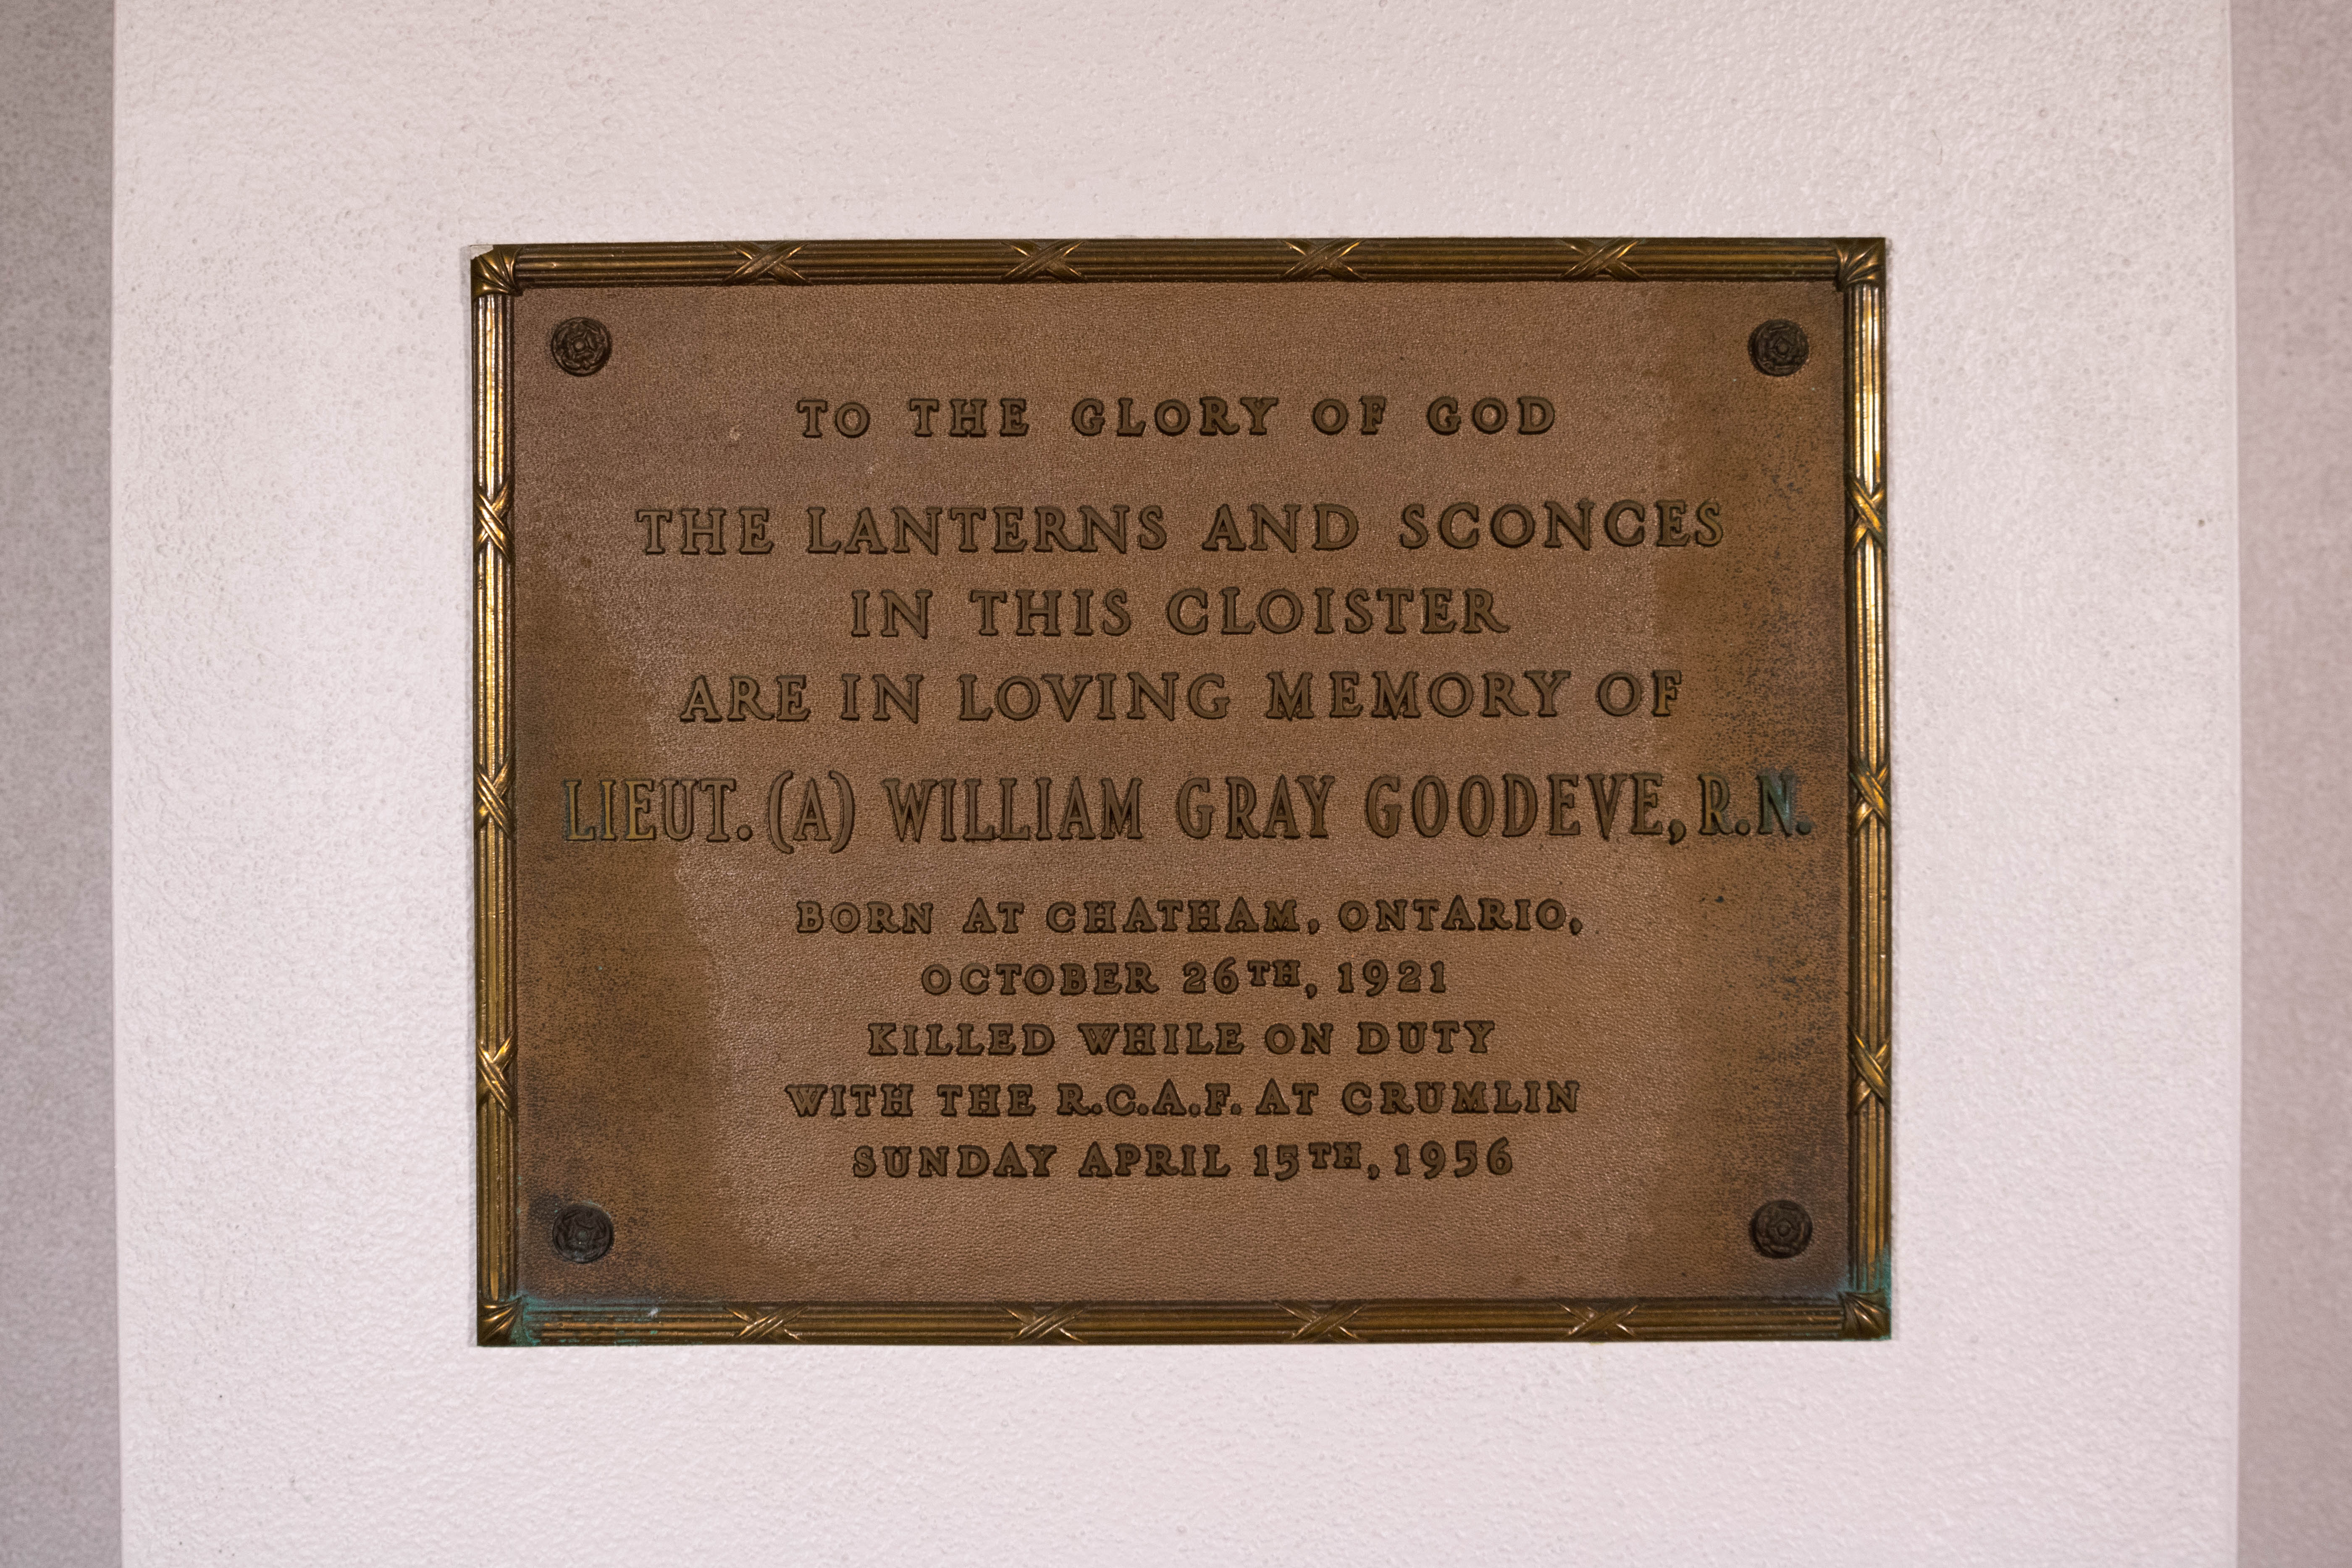 TO THE GLORY OF GOD
THE LANTERNS AND SCONCES
IN THIS CLOISTER
ARE IN LOVING MEMORY OF
LIEUT. (A) WILLIAM GRAY GOODEVE, R.N.
BORN AT CHATHAM, ONTARIO,
OCTOBER 26TH, 1921
KILLED WHILE ON DUTY
WITH THE R.C.A.F. AT CRUMLIN
SUNDAY APRIL 15TH, 1956